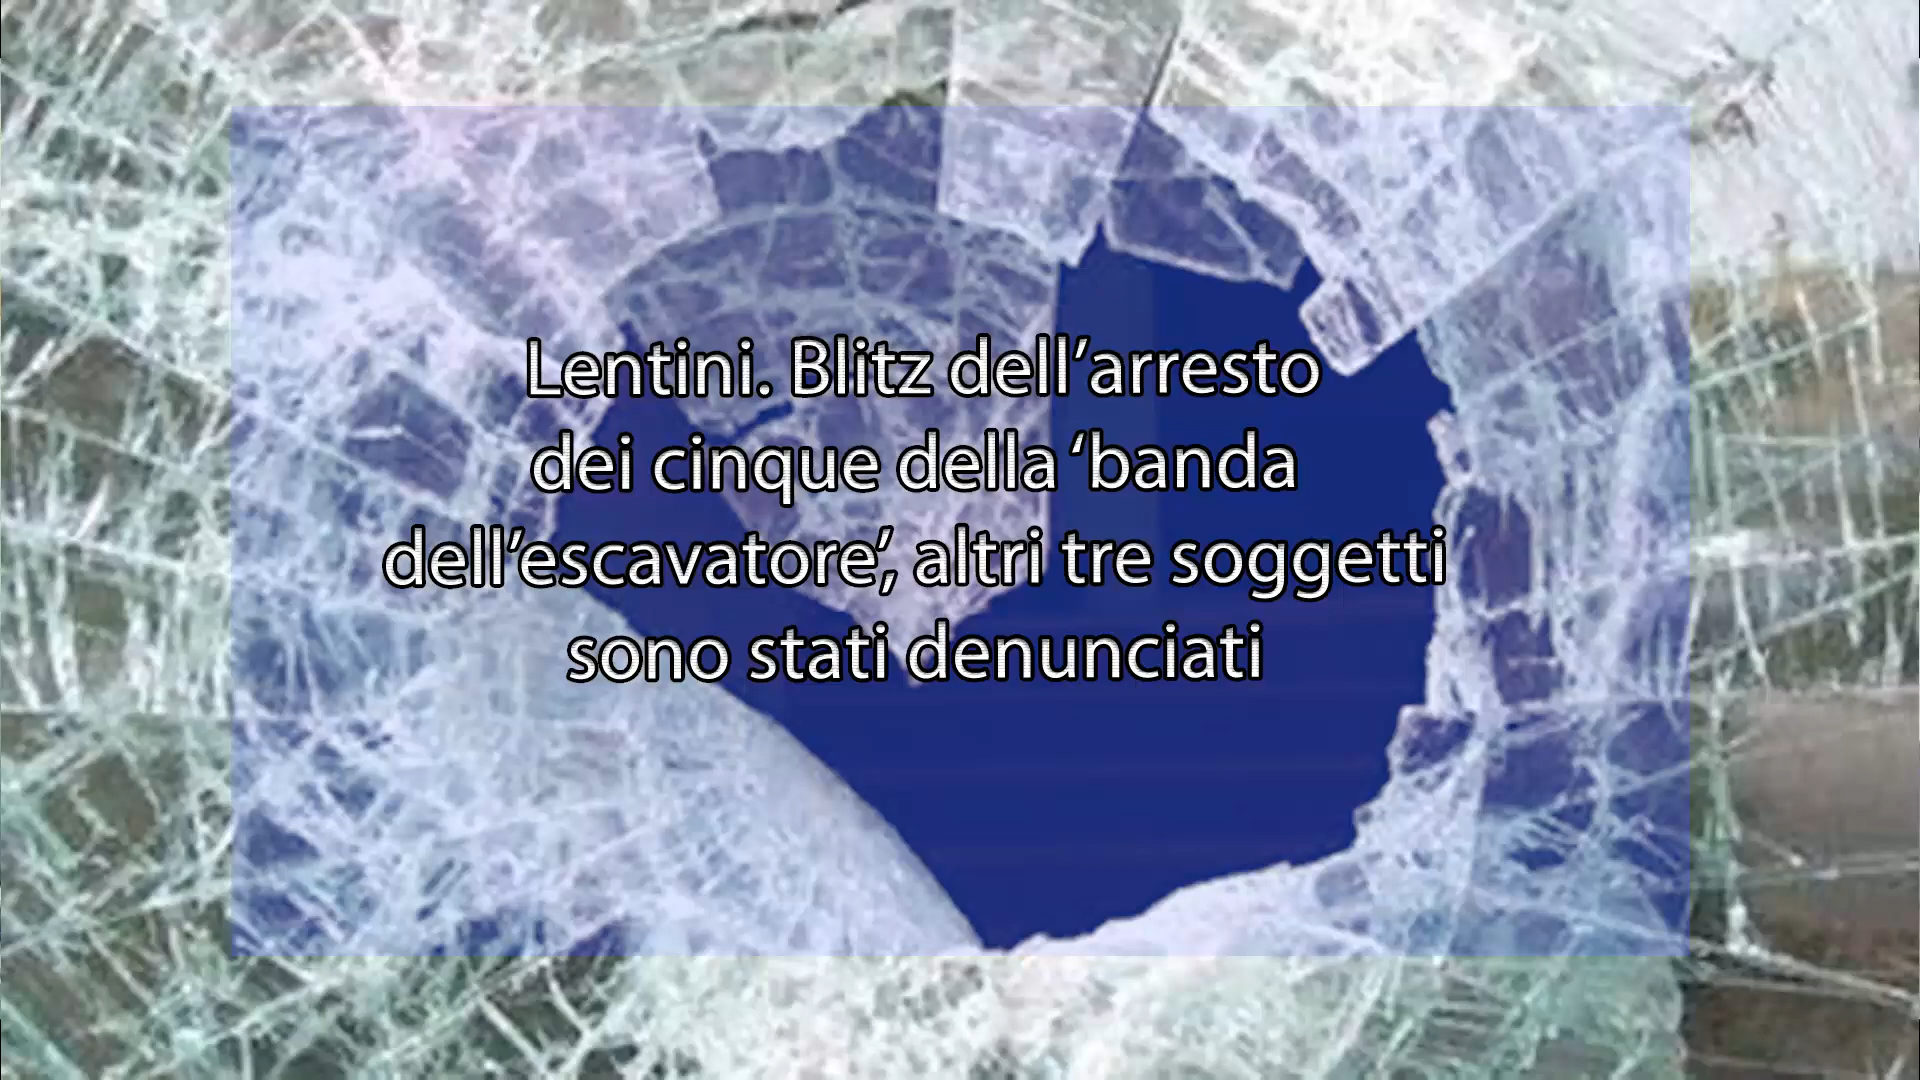 Lentini. Blitz dell’arresto
dei cinque della ‘banda
dell’escavatore’, altri tre soggetti
sono stati denunciati